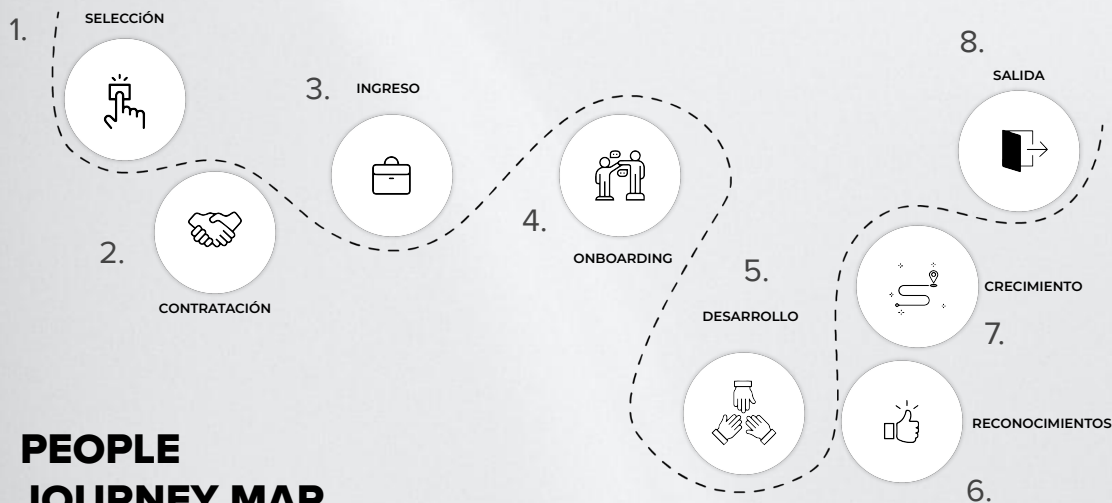 1.
SELECCiÓN
2.
CONTRATACIÓN
3.
INGRESO
4.
ONBOARDING
5.
DESARROLLO
6.
RECONOCIMIENTOS
7.
CRECIMIENTO
8.
SALIDA
PEOPLE
JOURNEY MAP